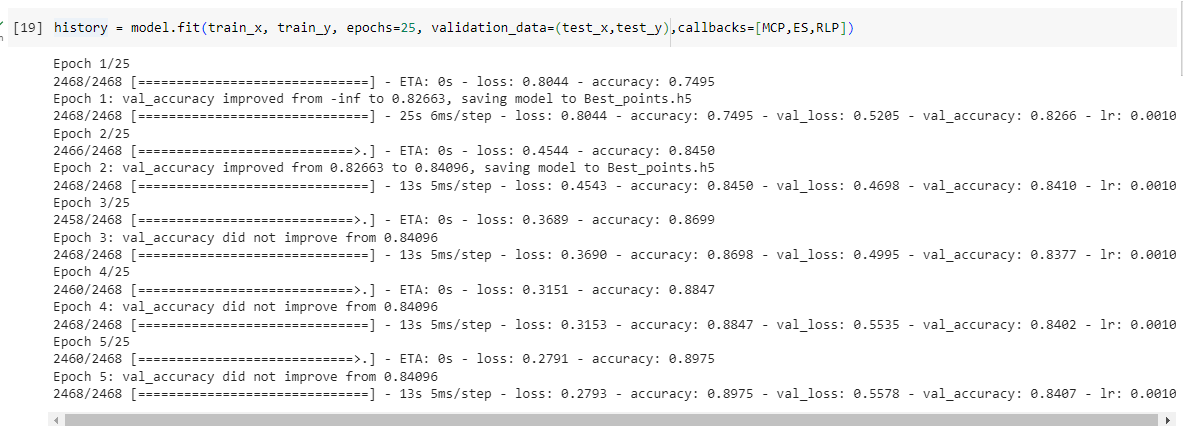 [19] history = model.fit(train_x, train_y, epochs=25, validation_data=(test_x,test_y),callbacks=[MCP,ES,RLP])
Epoch 1/25
2468/2468 [==============================] - ETA: 0s - loss: 0.8044 - accuracy: 0.7495
Epoch 1: val_accuracy improved from -inf to 0.82663, saving model to Best_points.h5
2468/2468 [==============================] - 25s 6ms/step - loss: 0.8044 - accuracy: 0.7495 - val_loss: 0.5205 - val_accuracy: 0.8266 - lr: 0.0010
Epoch 2/25
2466/2468 [============================>.] - ETA: 0s - loss: 0.4544 - accuracy: 0.8450
Epoch 2: val_accuracy improved from 0.82663 to 0.84096, saving model to Best_points.h5
2468/2468 [==============================] - 13s 5ms/step - loss: 0.4543 - accuracy: 0.8450 - val_loss: 0.4698 - val_accuracy: 0.8410 - lr: 0.0010
Epoch 3/25
2458/2468 [============================>.] - ETA: 0s - loss: 0.3689 - accuracy: 0.8699
Epoch 3: val_accuracy did not improve from 0.84096
2468/2468 [==============================] - 13s 5ms/step - loss: 0.3690 - accuracy: 0.8698 - val_loss: 0.4995 - val_accuracy: 0.8377 - lr: 0.0010
Epoch 4/25
2460/2468 [============================>.] - ETA: 0s - loss: 0.3151 - accuracy: 0.8847
Epoch 4: val_accuracy did not improve from 0.84096
2468/2468 [==============================] - 13s 5ms/step - loss: 0.3153 - accuracy: 0.8847 - val_loss: 0.5535 - val_accuracy: 0.8402 - lr: 0.0010
Epoch 5/25
2460/2468 [============================>.] - ETA: 0s - loss: 0.2791 - accuracy: 0.8975
Epoch 5: val_accuracy did not improve from 0.84096
2468/2468 [==============================] - 13s 5ms/step - loss: 0.2793 - accuracy: 0.8975 - val_loss: 0.5578 - val_accuracy: 0.8407 - lr: 0.0010